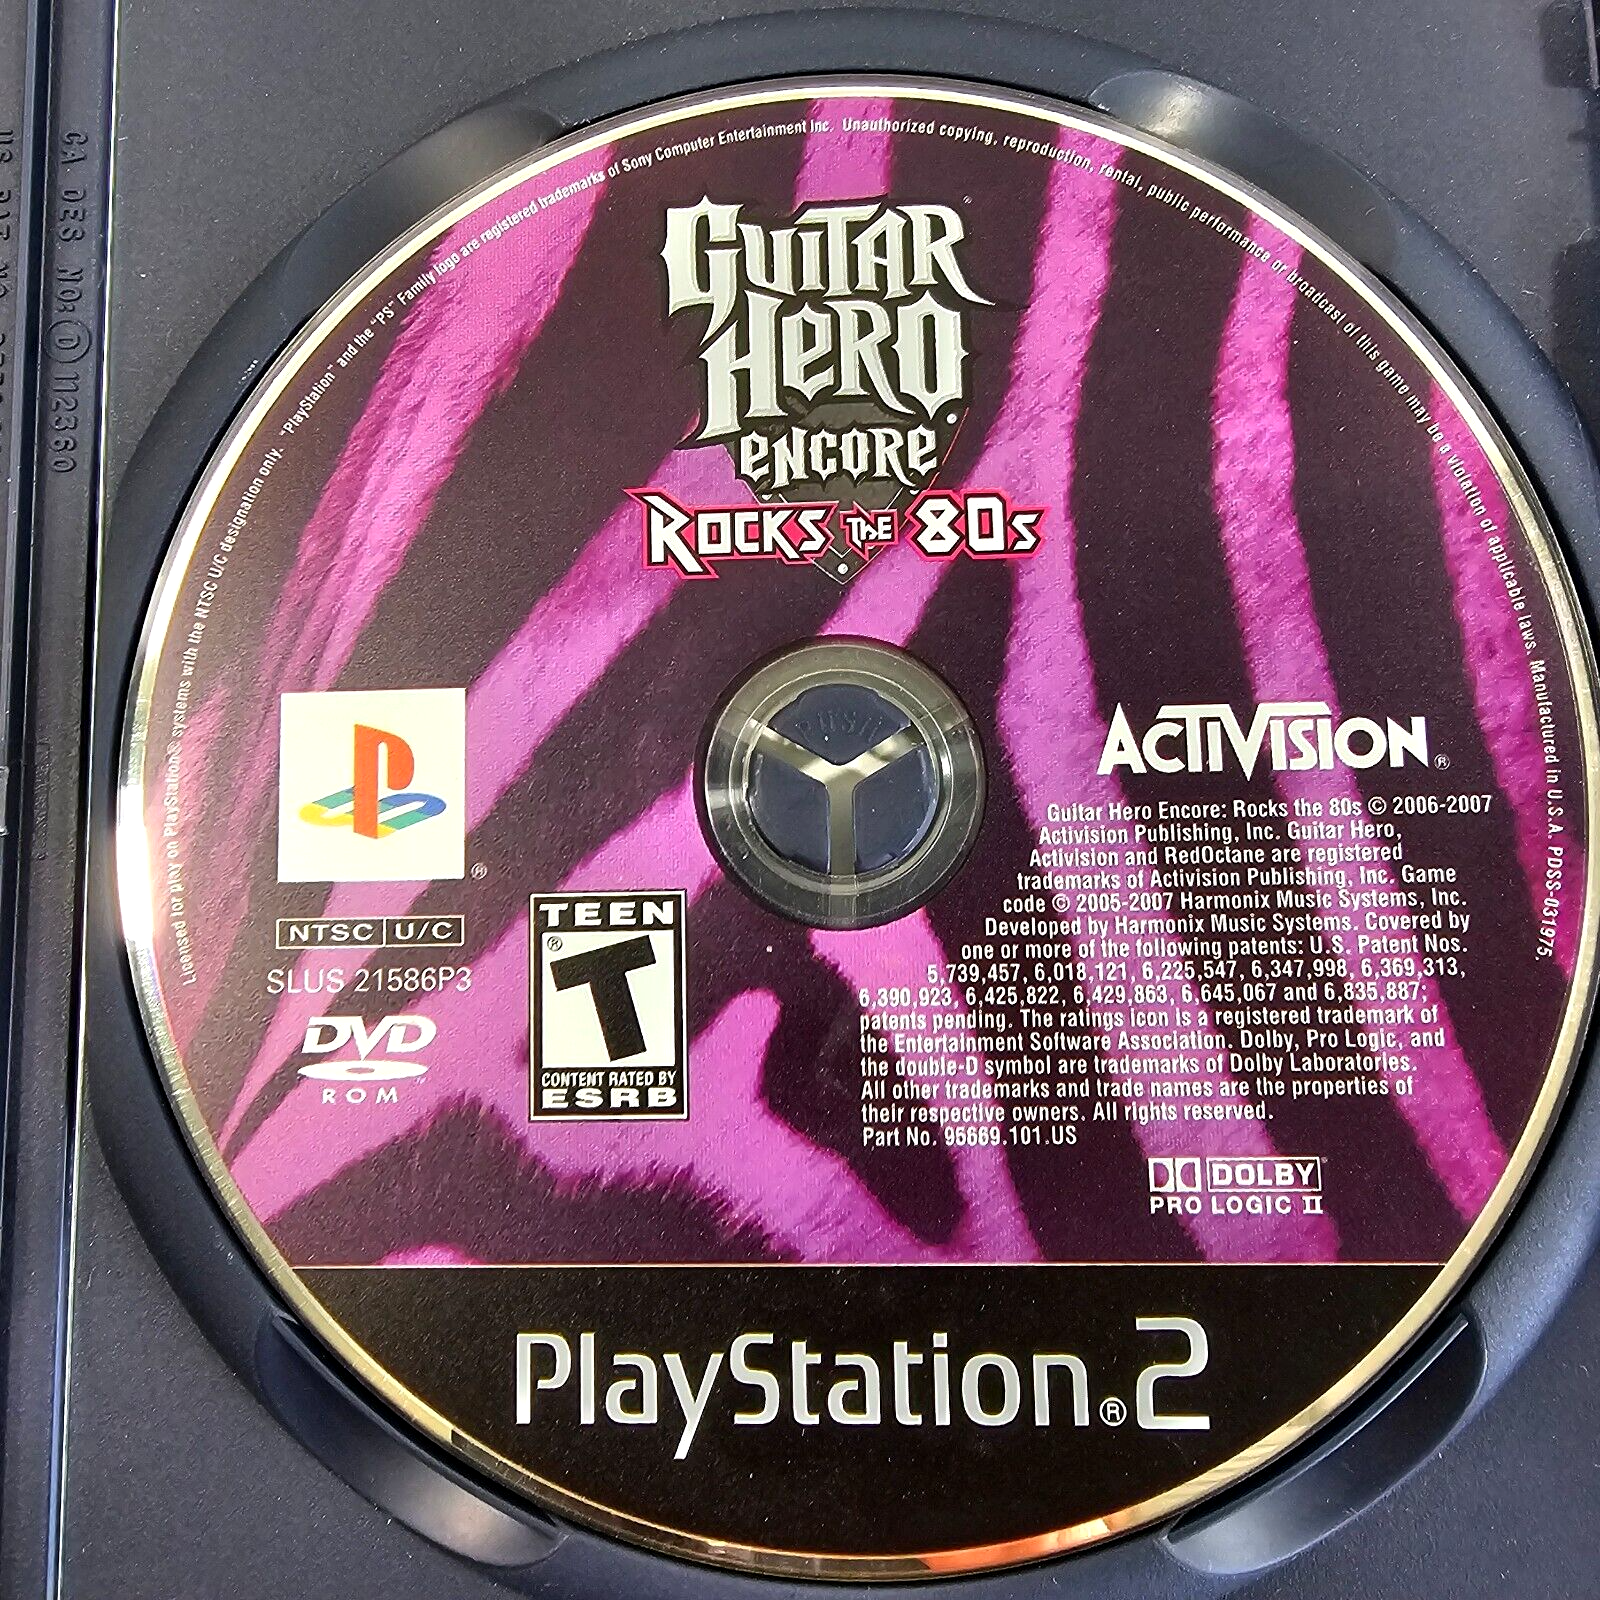 Licensed for play on PlayStation® systems with the NTSC U/C designation only. "PlayStation" and the "PS" Family logo are registered trademarks of Sony Computer Entertainment Inc. Unauthorized copying, reproduction, rental, public performance or broadcast of this game may be a violation of applicable laws. Manufactured in U.S.A. PDSS-031975.
GUITAR
HERO
ENCORE
ROCKS THE 80s
PUSH
®
NTSC U/C
SLUS 21586P3
DVD
ROM
TEEN
® T
CONTENT RATED BY
ESRB
ACTIVISION®
Guitar Hero Encore: Rocks the 80s © 2006-2007
Activision Publishing, Inc. Guitar Hero,
Activision and RedOctane are registered
trademarks of Activision Publishing, Inc. Game
code © 2005-2007 Harmonix Music Systems, Inc.
Developed by Harmonix Music Systems. Covered by
one or more of the following patents: U.S. Patent Nos.
5,739,457, 6,018,121, 6,225,547, 6,347,998, 6,369,313,
6,390,923, 6,425,822, 6,429,863, 6,645,067 and 6,835,887;
patents pending. The ratings icon is a registered trademark of
the Entertainment Software Association. Dolby, Pro Logic, and
the double-D symbol are trademarks of Dolby Laboratories.
All other trademarks and trade names are the properties of
their respective owners. All rights reserved.
Part No. 95669.101.US
DOLBY
PRO LOGIC II
PlayStation®2
CA DES NO: D 112360